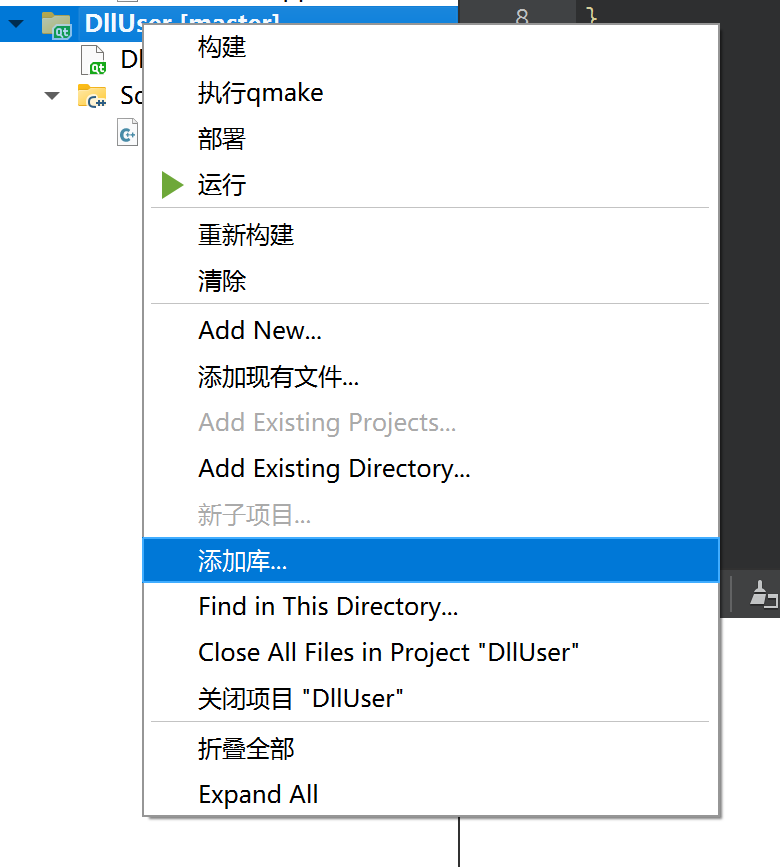 DllUser [master]
8 }
构建
执行qmake
部署
运行
重新构建
清除
Add New...
添加现有文件...
Add Existing Projects...
Add Existing Directory...
新子项目...
添加库...
Find in This Directory...
Close All Files in Project "DllUser"
关闭项目 "DllUser"
折叠全部
Expand All